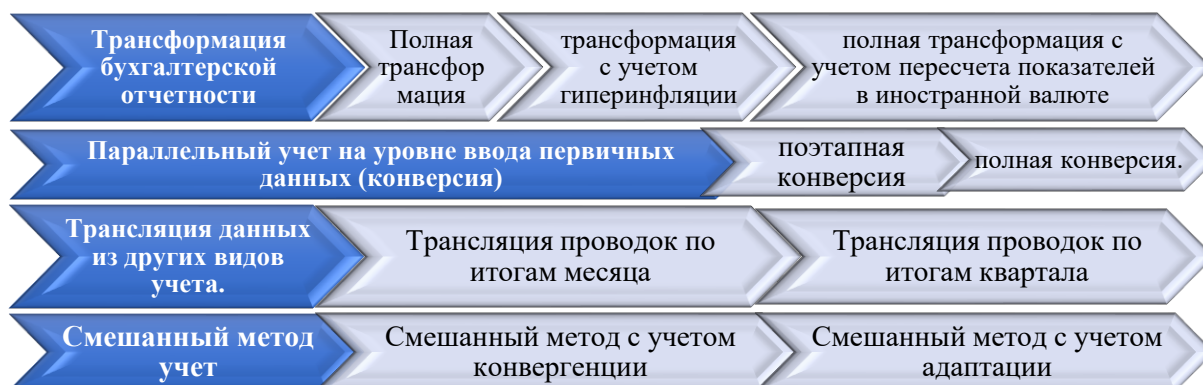 Трансформация
бухгалтерской
отчетности
Полная
трансфор
мация
трансформация
с учетом
гиперинфляции
полная трансформация с
учетом пересчета показателей
в иностранной валюте
Параллельный учет на уровне ввода первичных
данных (конверсия)
поэтапная
конверсия
полная конверсия.
Трансляция данных
из других видов
учета.
Трансляция проводок по
итогам месяца
Трансляция проводок по
итогам квартала
Смешанный метод
учет
Смешанный метод с учетом
конвергенции
Смешанный метод с учетом
адаптации